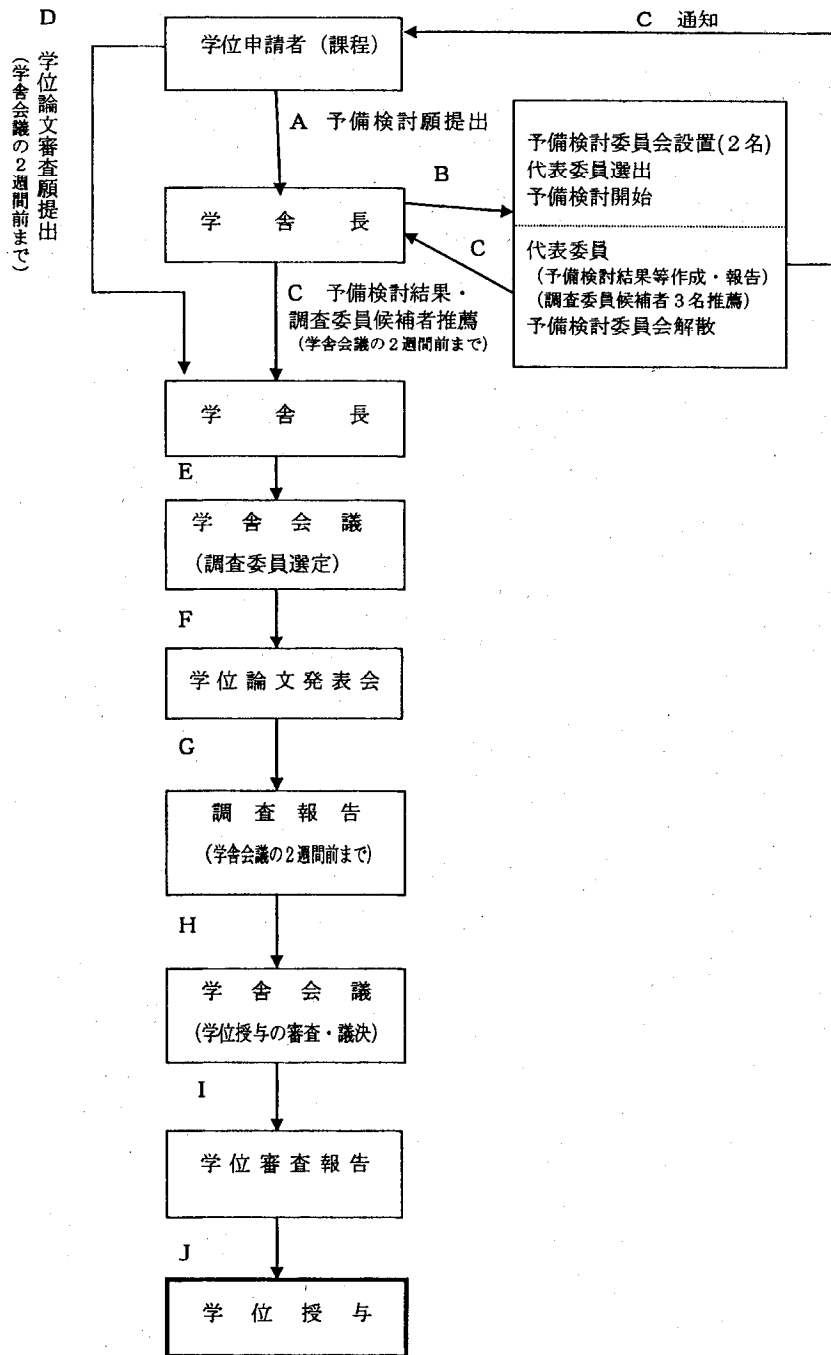 D 学位論文審査願提出
(学舎会議の2週間前まで)
C 通知
学位申請者(課程)
A 予備検討願提出
予備検討委員会設置(2名)
代表委員選出
予備検討開始
B
学舎長
C
代表委員
(予備検討結果等作成・報告)
(調査委員候補者3名推薦)
予備検討委員会解散
C 予備検討結果・
調査委員候補者推薦
(学舎会議の2週間前まで)
学舎長
E
学舎会議
(調査委員選定)
F
学位論文発表会
G
調査報告
(学舎会議の2週間前まで)
H
学舎会議
(学位授与の審査・議決)
I
学位審査報告
J
学位授与